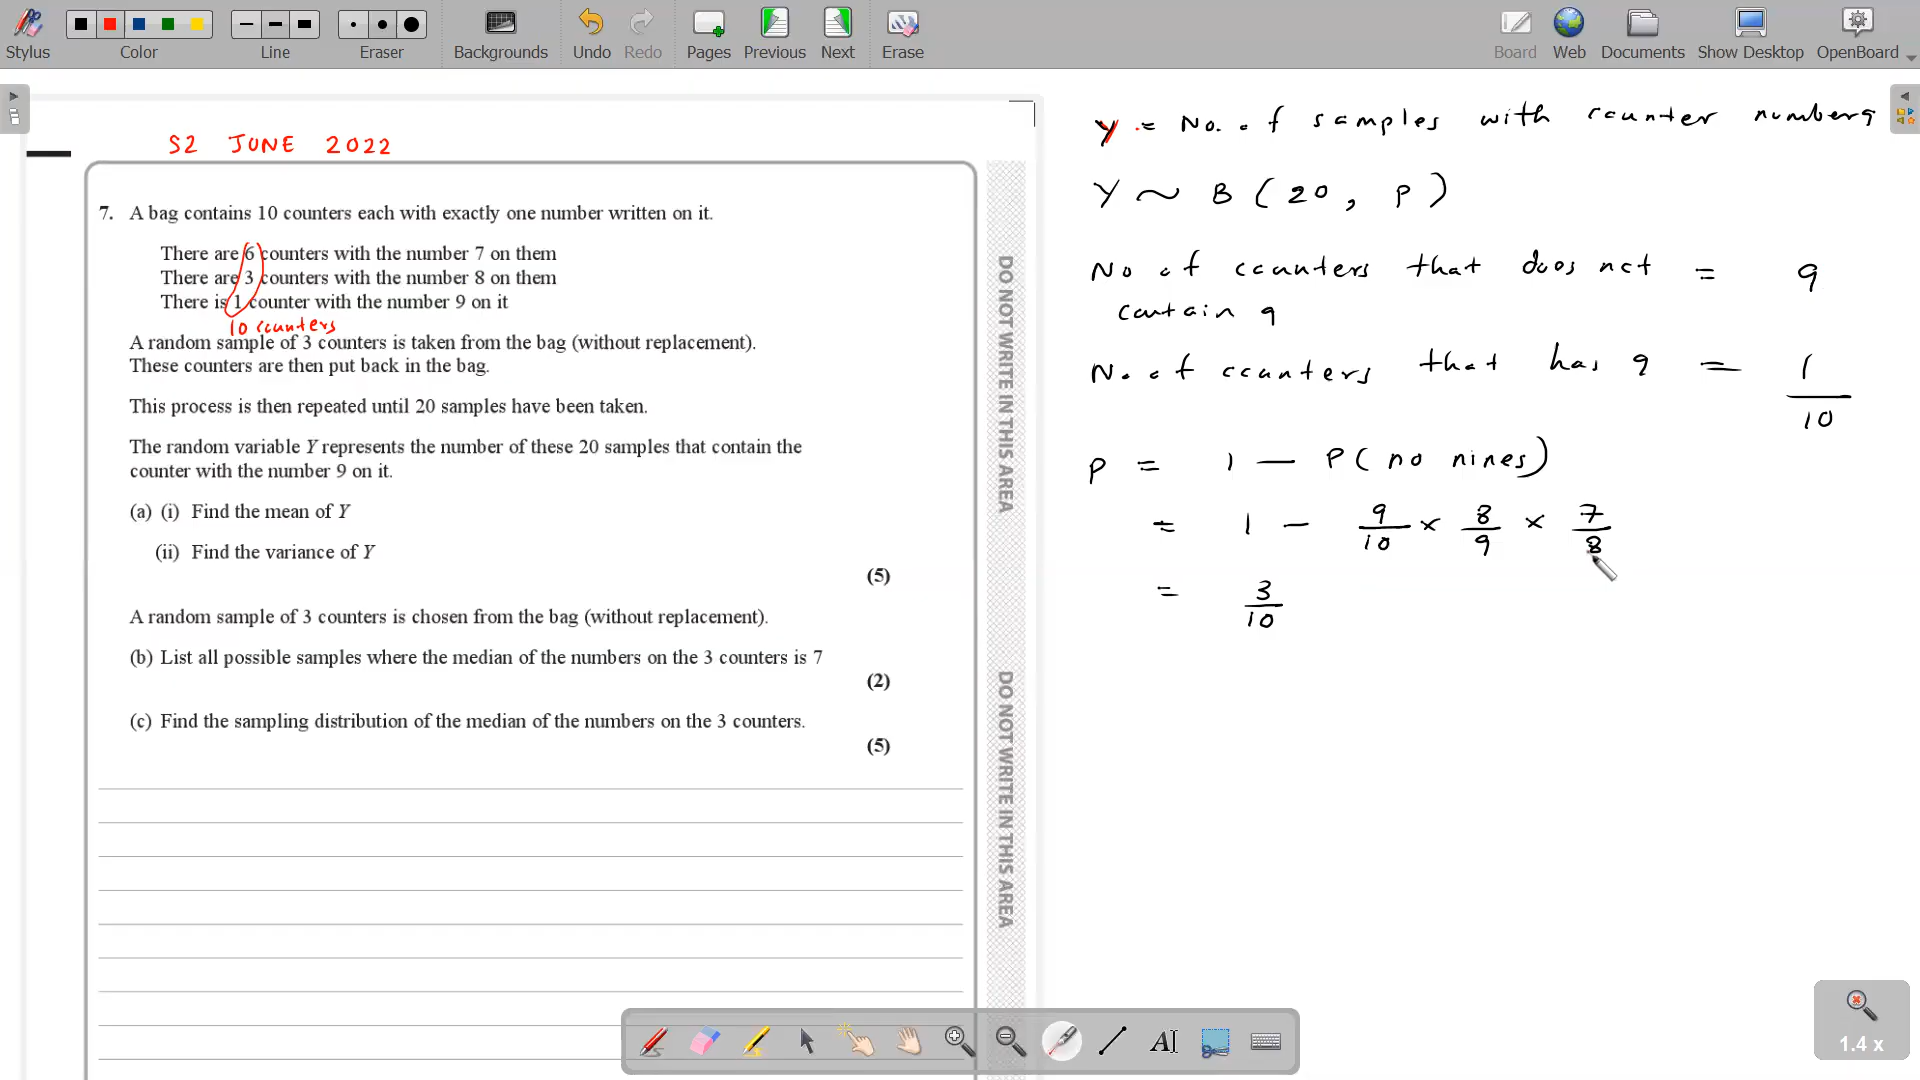 Stylus Color Line Eraser Backgrounds Undo Redo Pages Previous Next Erase Board Web Documents Show Desktop OpenBoard
S2 JUNE 2022
7. A bag contains 10 counters each with exactly one number written on it.
There are 6 counters with the number 7 on them
There are 3 counters with the number 8 on them
There is 1 counter with the number 9 on it
10 counters
A random sample of 3 counters is taken from the bag (without replacement).
These counters are then put back in the bag.
This process is then repeated until 20 samples have been taken.
The random variable Y represents the number of these 20 samples that contain the
counter with the number 9 on it.
(a) (i) Find the mean of Y
(ii) Find the variance of Y
(5)
A random sample of 3 counters is chosen from the bag (without replacement).
(b) List all possible samples where the median of the numbers on the 3 counters is 7
(2)
(c) Find the sampling distribution of the median of the numbers on the 3 counters.
(5)
DO NOT WRITE IN THIS AREA
DO NOT WRITE IN THIS AREA
Y = No. of samples with counter number 9
Y ~ B ( 20 , P )
No of counters that does not = 9
contain 9
No. of counters that has 9 = 1
10
P = 1 — P( no nines )
= 1 - 9/10 × 8/9 × 7/8
= 3/10
1.4 x